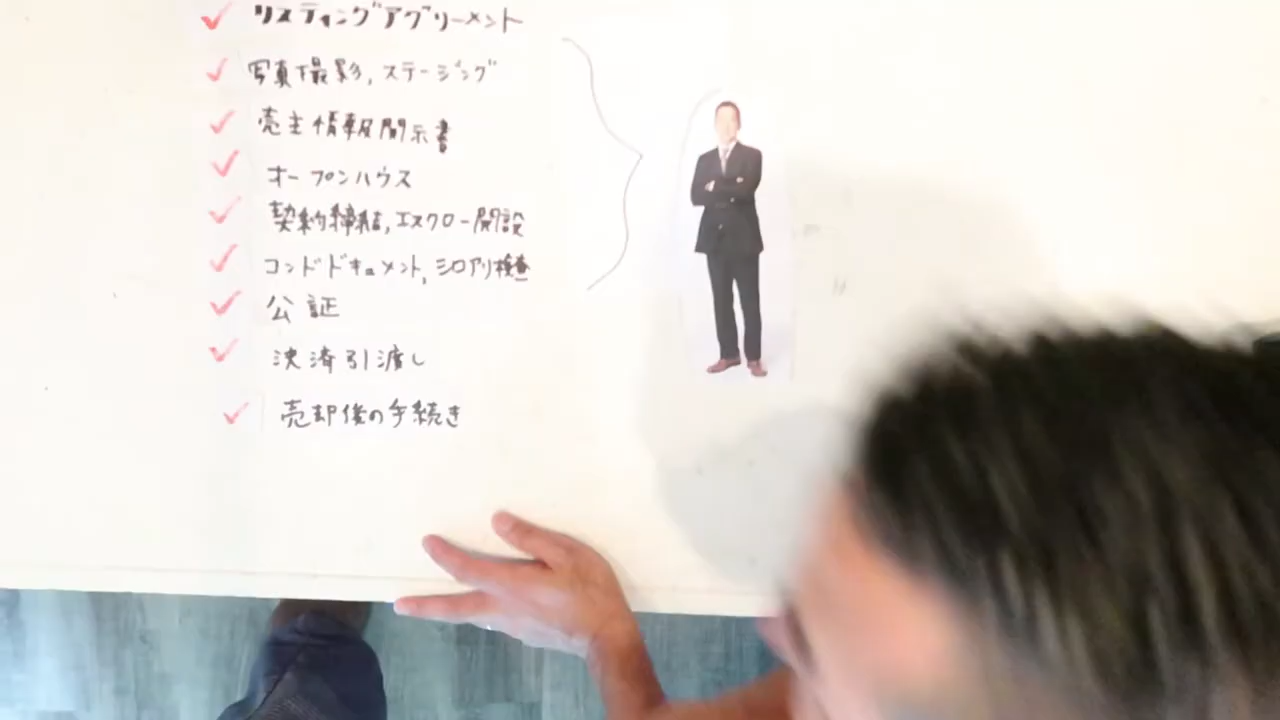 リスティングアグリーメント
写真撮影,ステージング
売主情報開示書
オープンハウス
契約締結,エスクロー開設
コンドドキュメント,シロアリ検査
公証
決済引渡し
売却後の手続き